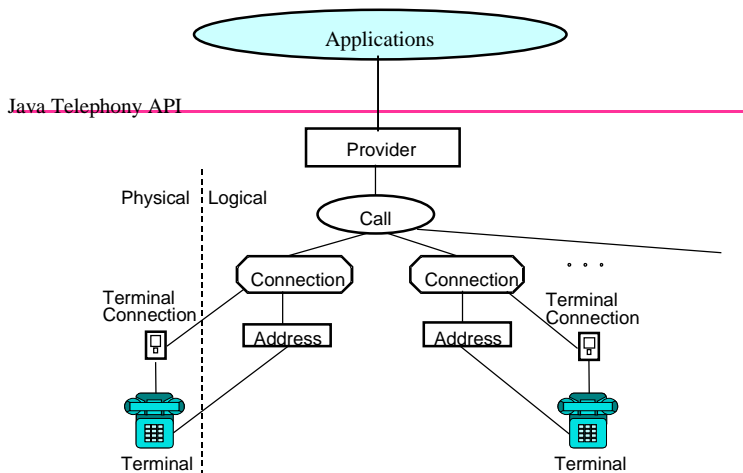 Applications
Java Telephony API
Provider
Physical
Logical
Call
Connection
Connection
. . .
Terminal
Connection
Terminal
Connection
Address
Address
Terminal
Terminal